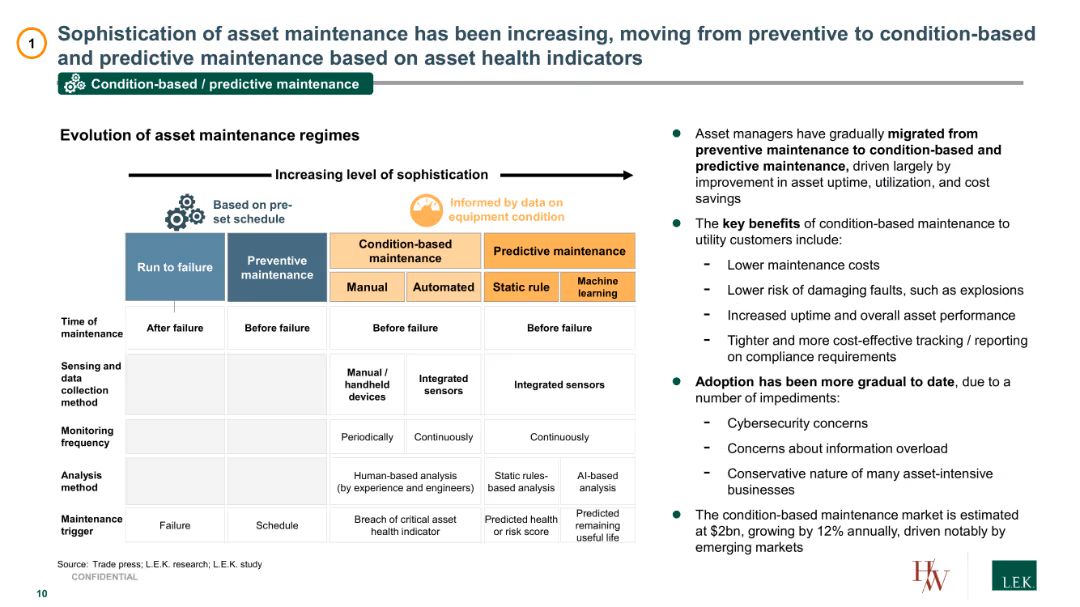 1
Sophistication of asset maintenance has been increasing, moving from preventive to condition-based
and predictive maintenance based on asset health indicators
Condition-based / predictive maintenance
Evolution of asset maintenance regimes
Increasing level of sophistication
Based on pre-
set schedule
Informed by data on
equipment condition
Run to failure
Preventive
maintenance
Condition-based
maintenance
Predictive maintenance
Manual
Automated
Static rule
Machine
learning
Time of
maintenance
After failure
Before failure
Before failure
Before failure
Sensing and
data
collection
method
Manual /
handheld
devices
Integrated
sensors
Integrated sensors
Monitoring
frequency
Periodically
Continuously
Continuously
Analysis
method
Human-based analysis
(by experience and engineers)
Static rules-
based analysis
AI-based
analysis
Maintenance
trigger
Failure
Schedule
Breach of critical asset
health indicator
Predicted health
or risk score
Predicted
remaining
useful life
● Asset managers have gradually migrated from
preventive maintenance to condition-based and
predictive maintenance, driven largely by
improvement in asset uptime, utilization, and cost
savings
● The key benefits of condition-based maintenance to
utility customers include:
- Lower maintenance costs
- Lower risk of damaging faults, such as explosions
- Increased uptime and overall asset performance
- Tighter and more cost-effective tracking / reporting
on compliance requirements
● Adoption has been more gradual to date, due to a
number of impediments:
- Cybersecurity concerns
- Concerns about information overload
- Conservative nature of many asset-intensive
businesses
● The condition-based maintenance market is estimated
at $2bn, growing by 12% annually, driven notably by
emerging markets
Source: Trade press; L.E.K. research; L.E.K. study
CONFIDENTIAL
10
HW
L.E.K.